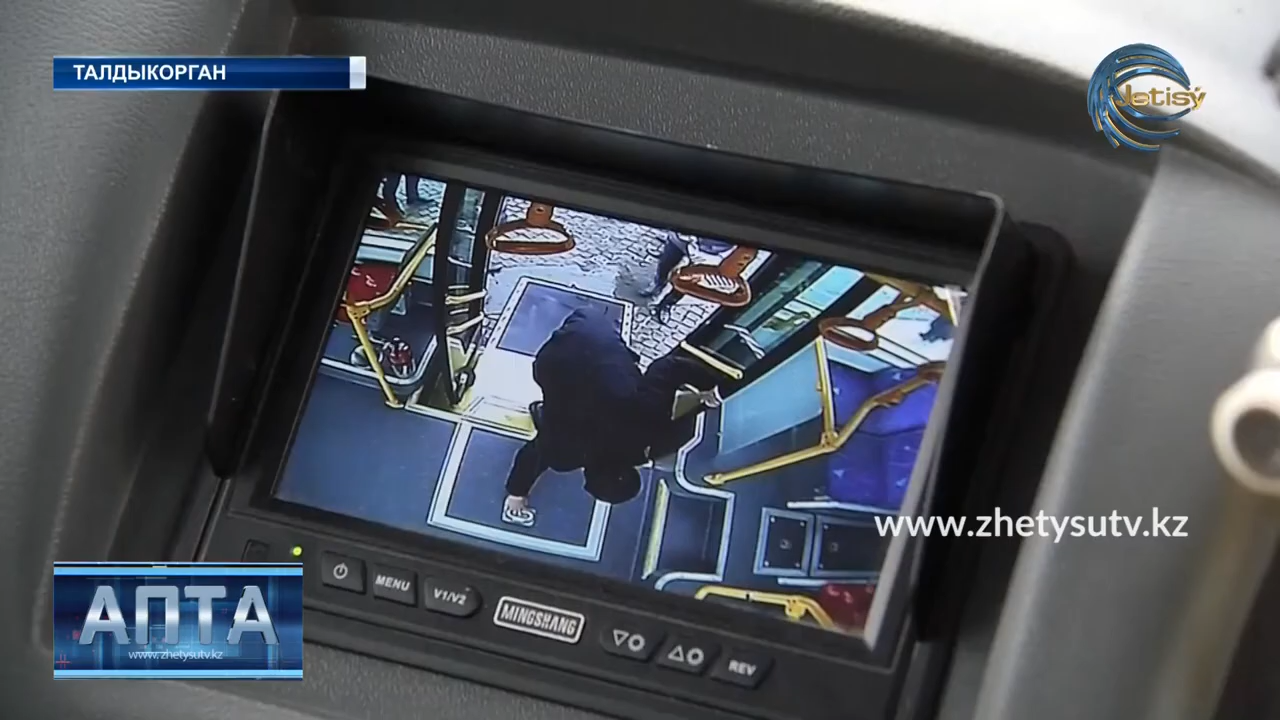 ТАЛДЫКОРГАН
Jetisý
www.zhetysutv.kz
АПТА
www.zhetysutv.kz
MENU
V1/V2
MINGSHANG
REV